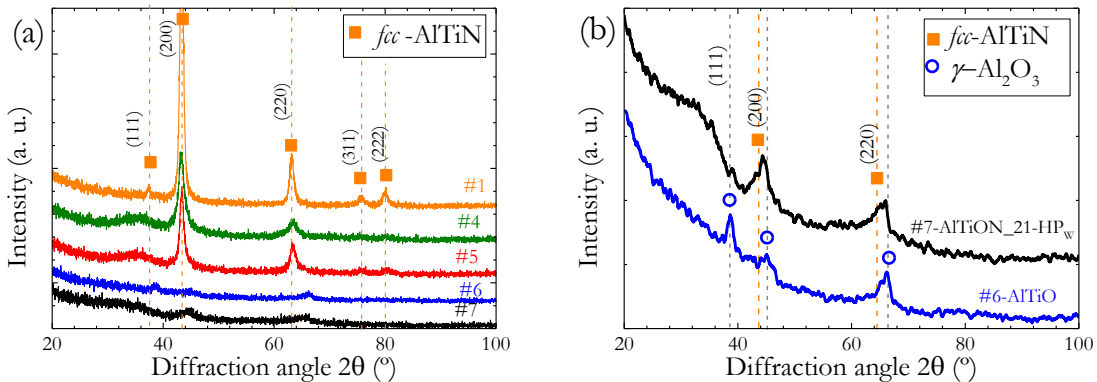 (a)
fcc -AlTiN
(111)
(200)
(220)
(311)
(222)
#1
#4
#5
#6
#7
Intensity (a. u.)
20 40 60 80 100
Diffraction angle 2θ (º)
(b)
fcc-AlTiN
γ–Al₂O₃
(111)
(200)
(220)
#7-AlTiON_21-HP_W
#6-AlTiO
Intensity (a. u.)
20 40 60 80 100
Diffraction angle 2θ (º)